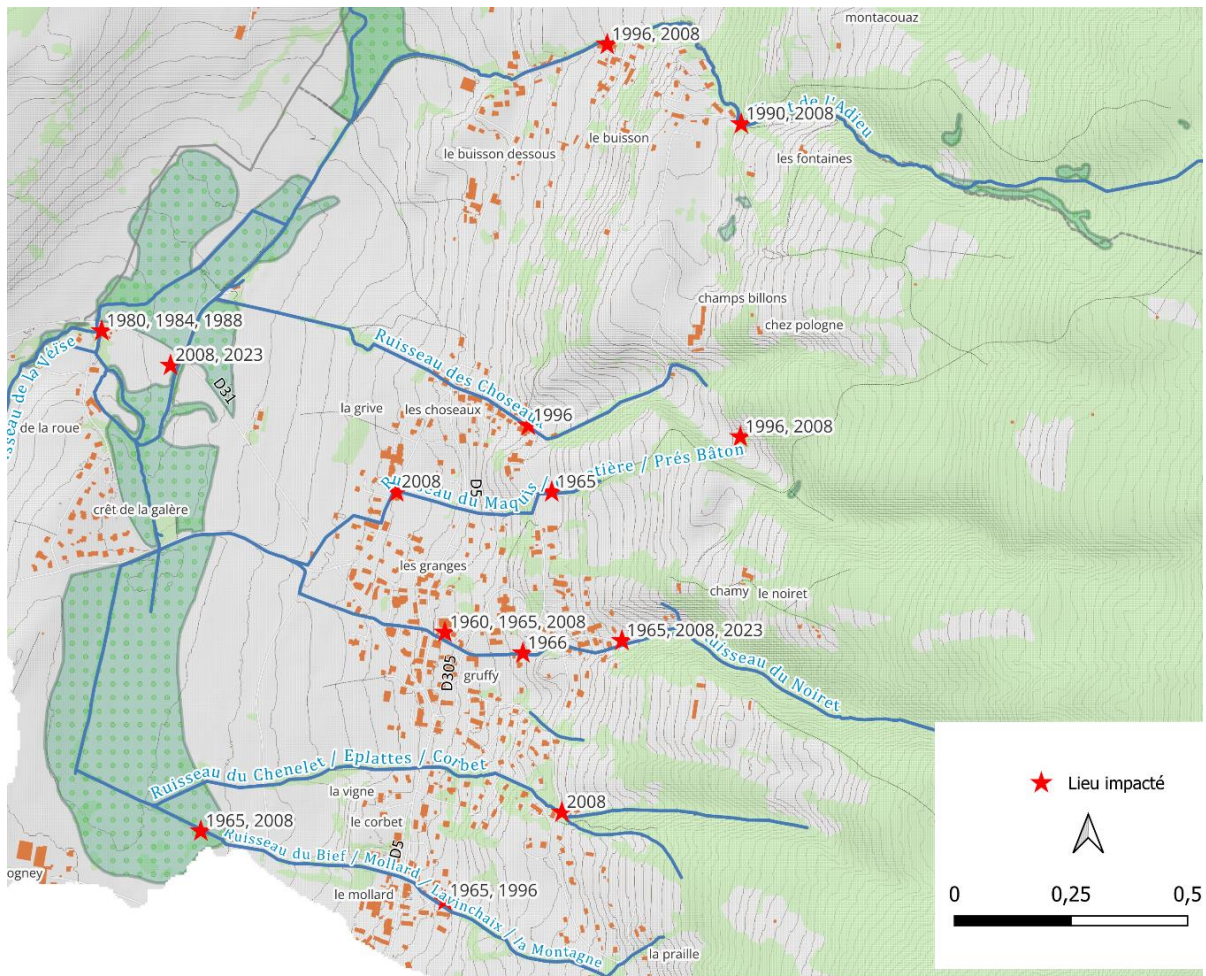 montacouaz
1996, 2008
1990, 2008
de l'Adieu
le buisson
le buisson dessous
les fontaines
champs billons
chez pologne
1980, 1984, 1988
2008, 2023
Ruisseau des Choseaux
D31
de la Véïse
la grive
les choseaux
1996
1996, 2008
de la roue
2008
Ruisseau du Maquis / / Prés Bâton
D5
1965
crêt de la galère
les granges
chamy
le noiret
1960, 1965, 2008
1966
1965, 2008, 2023
Ruisseau du Noiret
D305
gruffy
Ruisseau du Chenelet / Eplattes / Corbet
la vigne
2008
le corbet
D5
1965, 2008
Ruisseau du Bief / Mollard / Lavinchaix / la Montagne
ogney
le mollard
1965, 1996
la praille
Lieu impacté
0 0,25 0,5